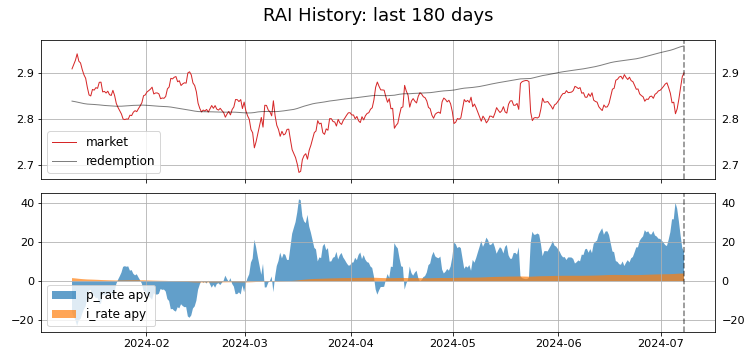 RAI History: last 180 days
2.9 2.9
2.8 2.8
2.7 2.7
market
redemption
40 40
20 20
0 0
−20 −20
p_rate apy
i_rate apy
2024-02 2024-03 2024-04 2024-05 2024-06 2024-07